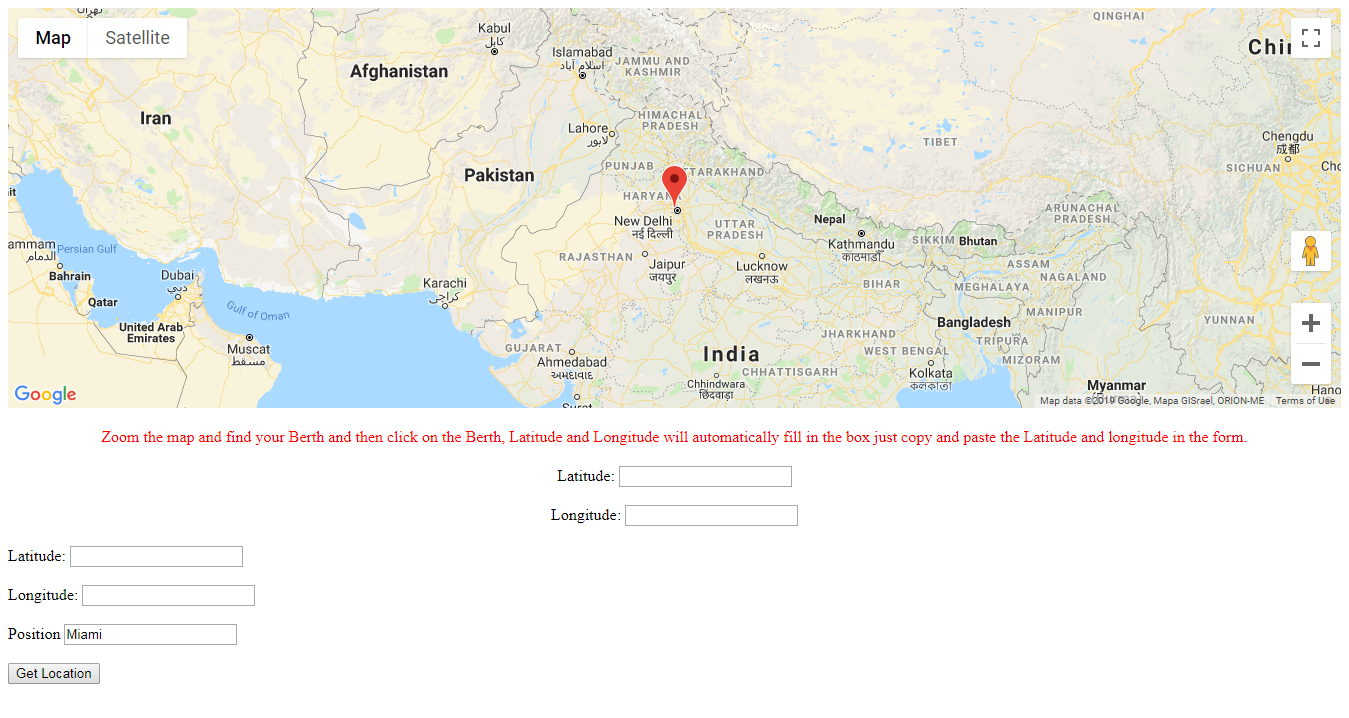 تهران
Map
Satellite
Kabul
کابل
QINGHAI
Islamabad
اسلام آباد
JAMMU AND
KASHMIR
Afghanistan
Iran
HIMACHAL
PRADESH
Lahore
لاہور
Chengdu
成都
TIBET
PUNJAB
SICHUAN
Pakistan
HARYANA
New Delhi
नई दिल्ली
UTTAR
PRADESH
Nepal
ARUNACHAL
PRADESH
Kathmandu
काठमाडौं
SIKKIM
Bhutan
Persian Gulf
الدمام
RAJASTHAN
Jaipur
जयपुर
Lucknow
लखनऊ
ASSAM
NAGALAND
Bahrain
Dubai
دبي
Karachi
کراچی
BIHAR
MEGHALAYA
Qatar
Gulf of Oman
MANIPUR
United Arab
Emirates
Bangladesh
YUNNAN
JHARKHAND
TRIPURA
Muscat
مسقط
GUJARAT
India
WEST BENGAL
MIZORAM
Ahmedabad
અમદાવાદ
CHHATTISGARH
Kolkata
কলকাতা
Chhindwara
छिंदवाड़ा
Myanmar
Google
Map data ©2019 Google, Mapa GISrael, ORION-ME
Terms of Use
Zoom the map and find your Berth and then click on the Berth, Latitude and Longitude will automatically fill in the box just copy and paste the Latitude and longitude in the form.
Latitude:
Longitude:
Latitude:
Longitude:
Position Miami
Get Location